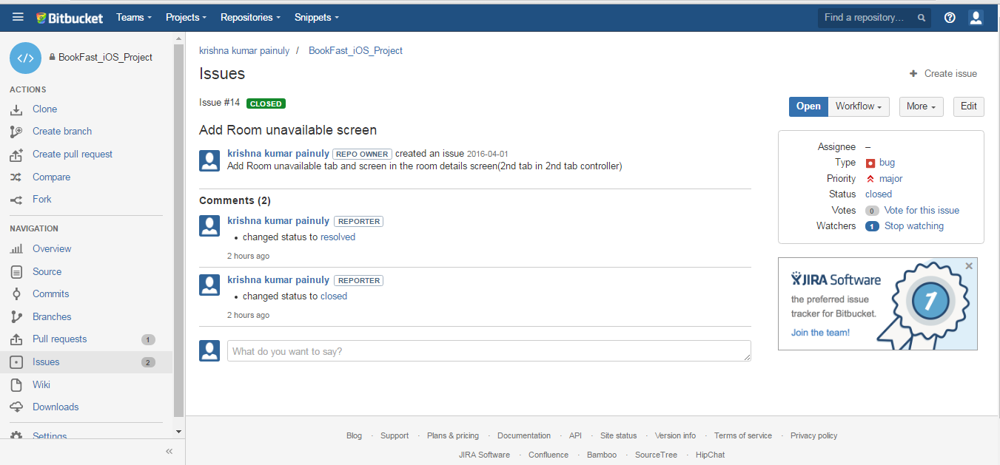 Bitbucket Teams Projects Repositories Snippets Find a repository...
BookFast_iOS_Project
ACTIONS
Clone
Create branch
Create pull request
Compare
Fork
NAVIGATION
Overview
Source
Commits
Branches
Pull requests 1
Issues 2
Wiki
Downloads
Settings
krishna kumar painuly / BookFast_iOS_Project
Issues
+ Create issue
Issue #14 CLOSED
Open Workflow More Edit
Add Room unavailable screen
krishna kumar painuly REPO OWNER created an issue 2016-04-01
Add Room unavailable tab and screen in the room details screen(2nd tab in 2nd tab controller)
Comments (2)
krishna kumar painuly REPORTER
• changed status to resolved
2 hours ago
krishna kumar painuly REPORTER
• changed status to closed
2 hours ago
What do you want to say?
Assignee –
Type bug
Priority major
Status closed
Votes 0 Vote for this issue
Watchers 1 Stop watching
JIRA Software
the preferred issue
tracker for Bitbucket.
Join the team!
1
Blog · Support · Plans & pricing · Documentation · API · Site status · Version info · Terms of service · Privacy policy
JIRA Software · Confluence · Bamboo · SourceTree · HipChat